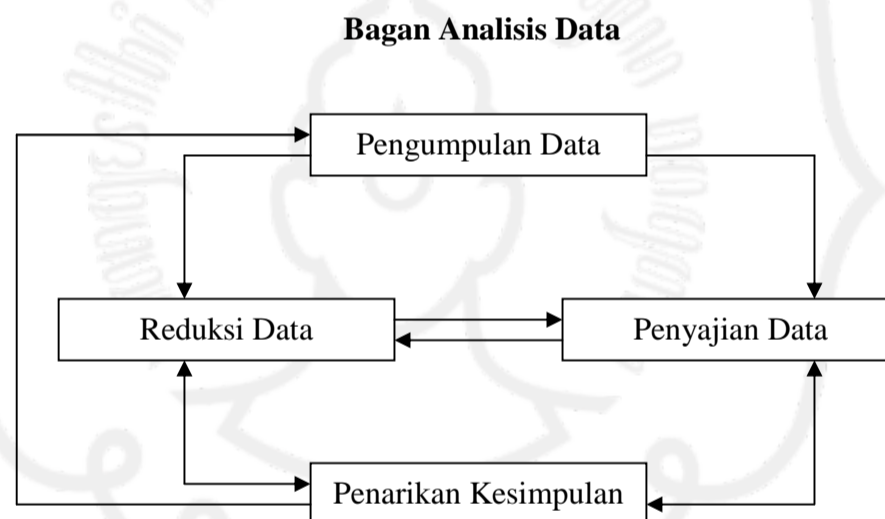 Bagan Analisis Data
Pengumpulan Data
Reduksi Data
Penyajian Data
Penarikan Kesimpulan